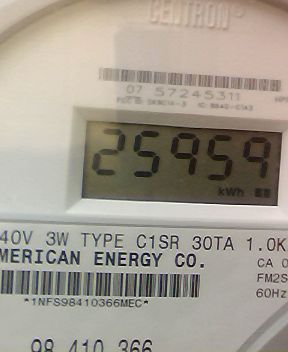 CENTRON®
07 57245311
25959
kWh
40V 3W TYPE C1SR 30TA 1.0K
MERICAN ENERGY CO.
CA 0
FM2S
60Hz
*1NFS98410366MEC*
98 410 366